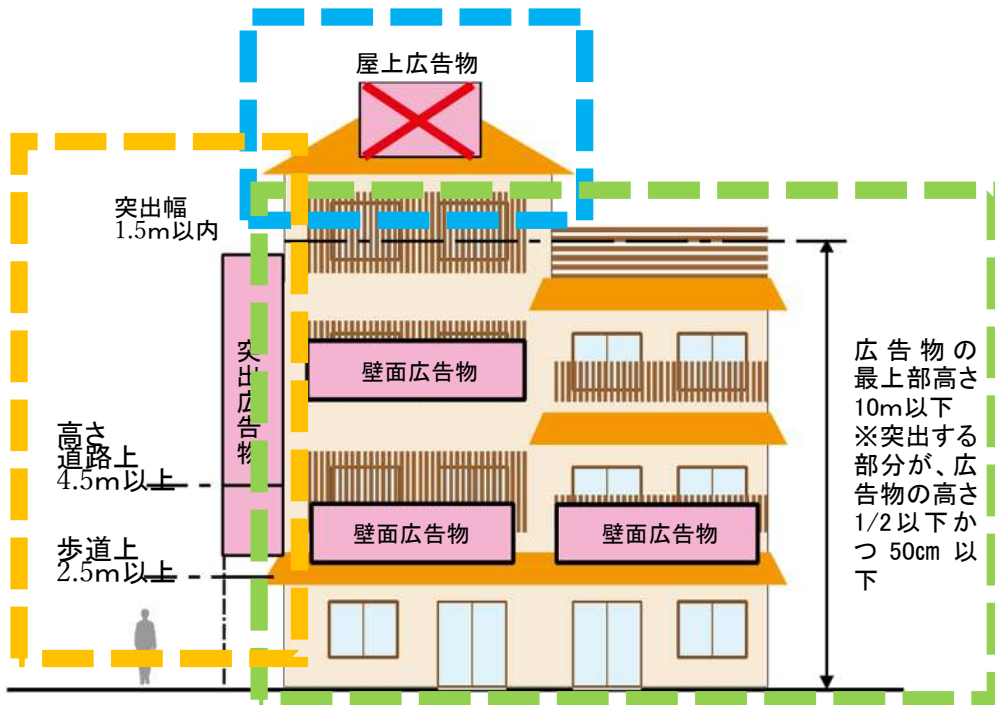 屋上広告物
突出幅
1.5m以内
突出広告物
壁面広告物
高さ
道路上
4.5m以上
壁面広告物
壁面広告物
歩道上
2.5m以上
広告物の
最上部高さ
10m以下
※突出する
部分が、広
告物の高さ
1/2以下か
つ 50cm 以
下